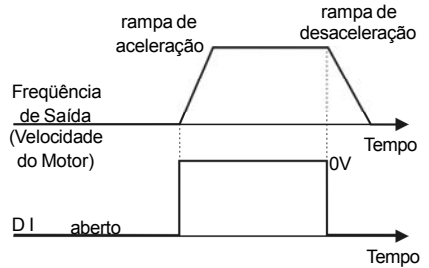 rampa de
aceleração
rampa de
desaceleração
Freqüência
de Saída
(Velocidade
do Motor)
Tempo
0V
D I
aberto
Tempo